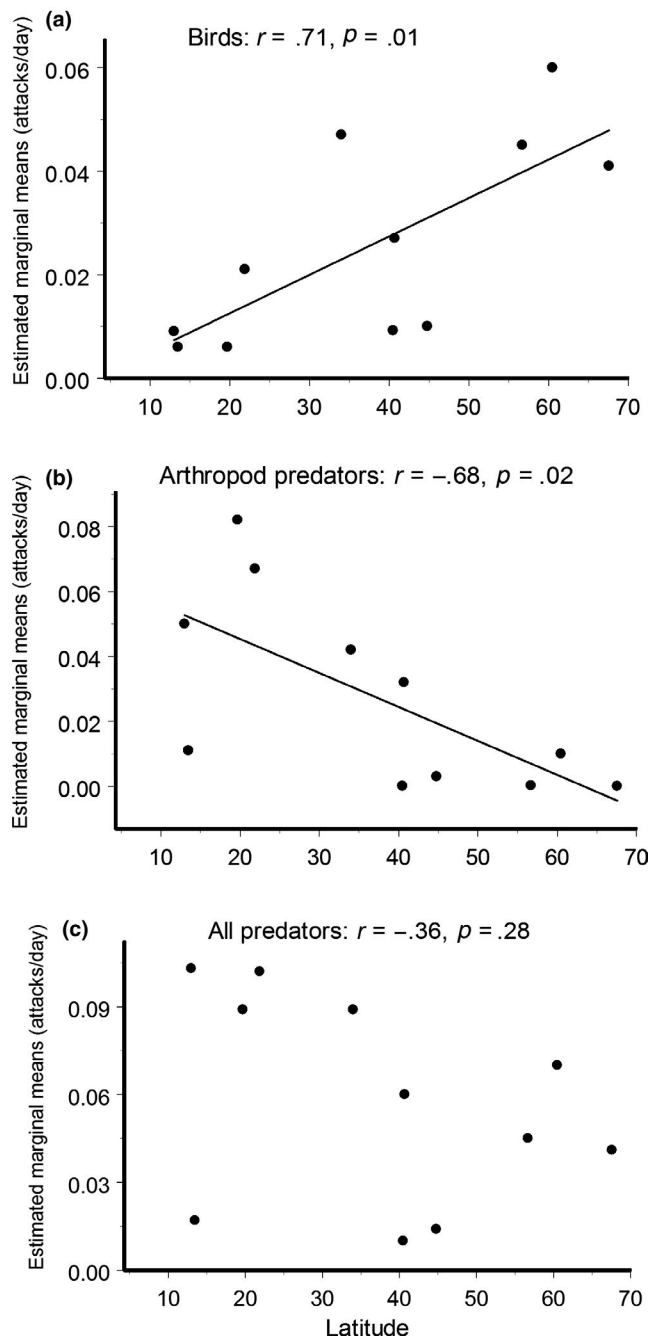 (a)
Birds: r = .71, p = .01
Estimated marginal means (attacks/day)
0.06
0.04
0.02
0.00
10 20 30 40 50 60 70
(b)
Arthropod predators: r = –.68, p = .02
Estimated marginal means (attacks/day)
0.08
0.06
0.04
0.02
0.00
10 20 30 40 50 60 70
(c)
All predators: r = –.36, p = .28
Estimated marginal means (attacks/day)
0.09
0.06
0.03
0.00
10 20 30 40 50 60 70
Latitude